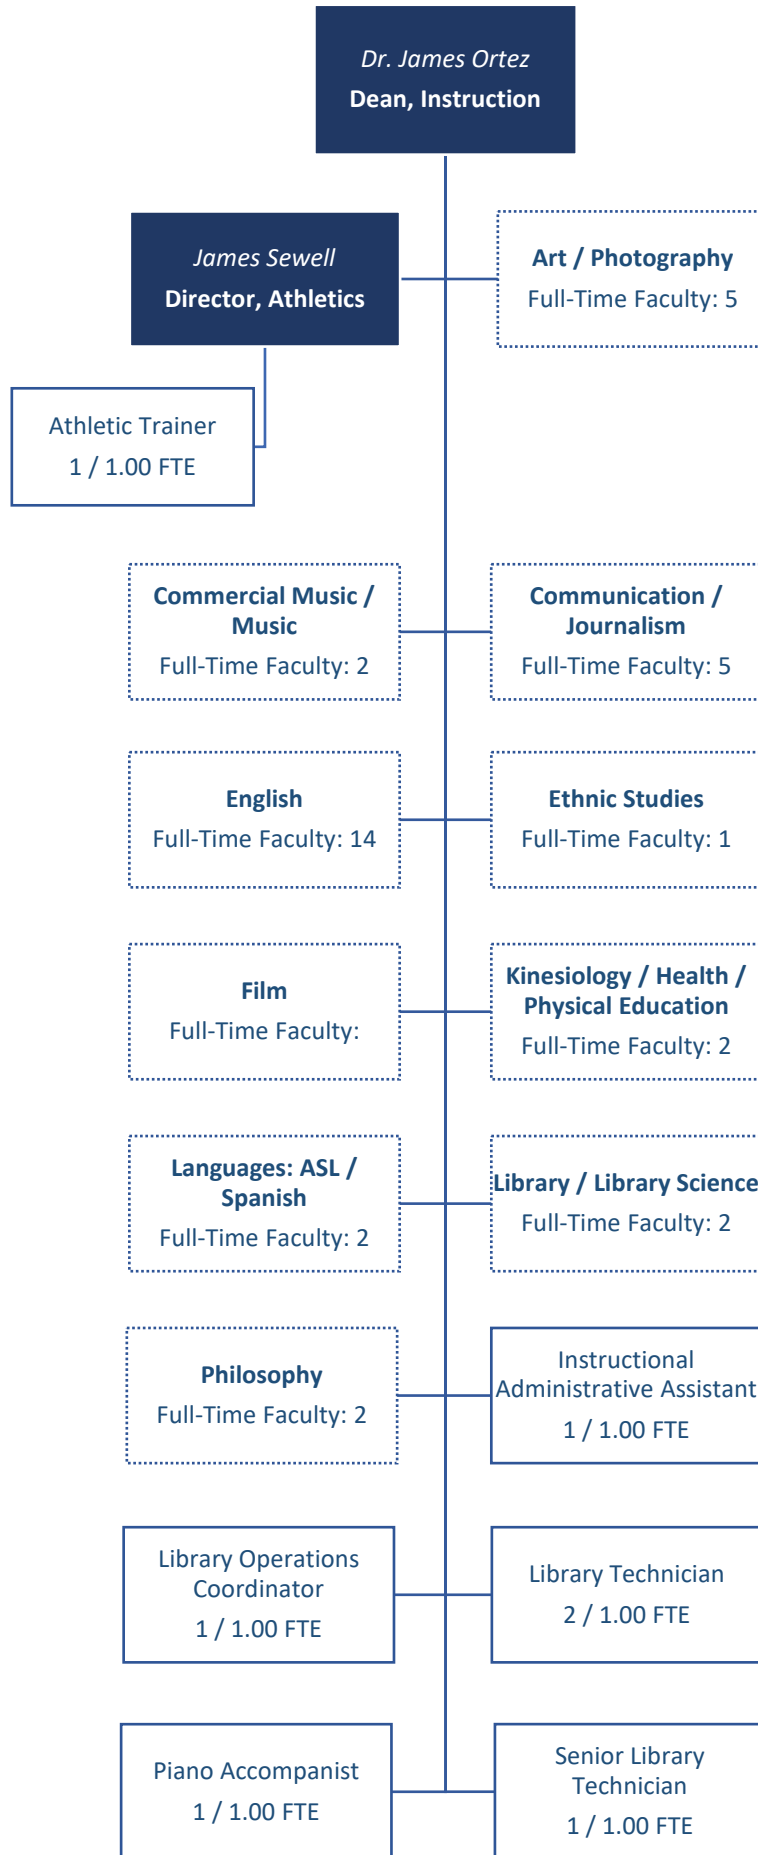 Dr. James Ortez
Dean, Instruction
James Sewell
Director, Athletics
Art / Photography
Full-Time Faculty: 5
Athletic Trainer
1 / 1.00 FTE
Commercial Music /
Music
Full-Time Faculty: 2
Communication /
Journalism
Full-Time Faculty: 5
English
Full-Time Faculty: 14
Ethnic Studies
Full-Time Faculty: 1
Film
Full-Time Faculty:
Kinesiology / Health /
Physical Education
Full-Time Faculty: 2
Languages: ASL /
Spanish
Full-Time Faculty: 2
Library / Library Science
Full-Time Faculty: 2
Philosophy
Full-Time Faculty: 2
Instructional
Administrative Assistant
1 / 1.00 FTE
Library Operations
Coordinator
1 / 1.00 FTE
Library Technician
2 / 1.00 FTE
Piano Accompanist
1 / 1.00 FTE
Senior Library
Technician
1 / 1.00 FTE